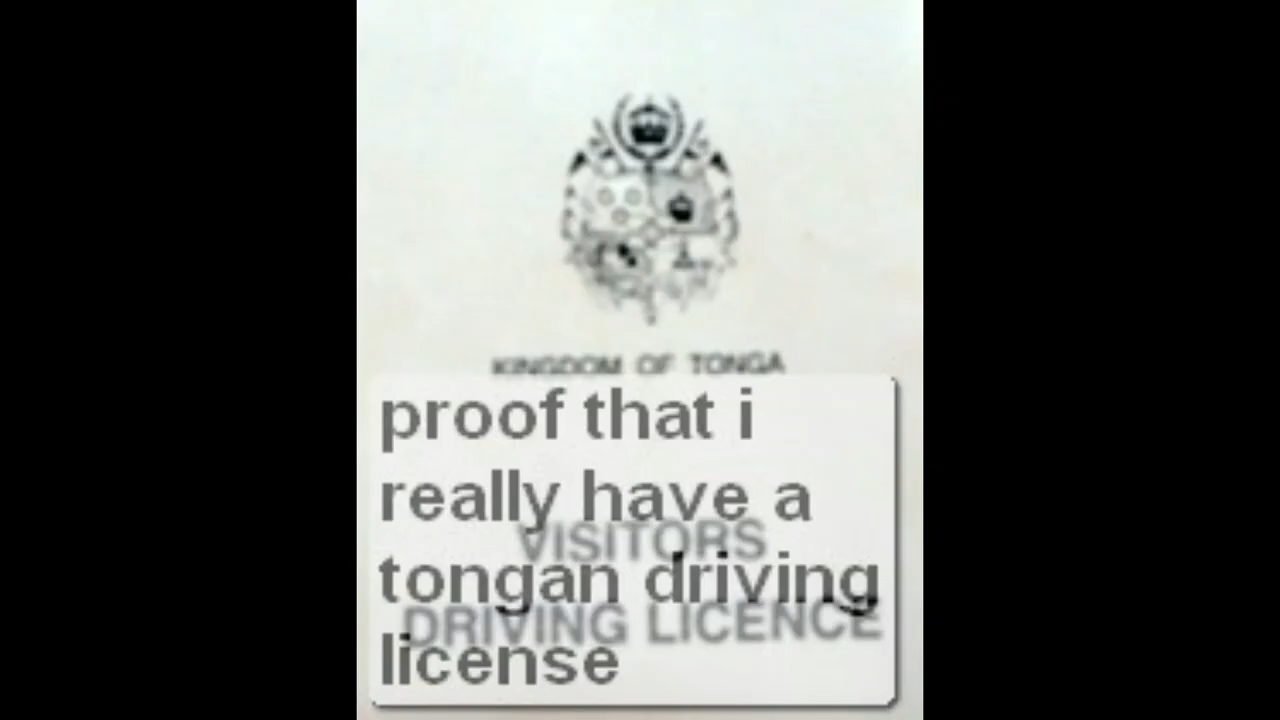 KINGDOM OF TONGA
proof that i
really have a
VISITORS
tongan driving
DRIVING LICENCE
license